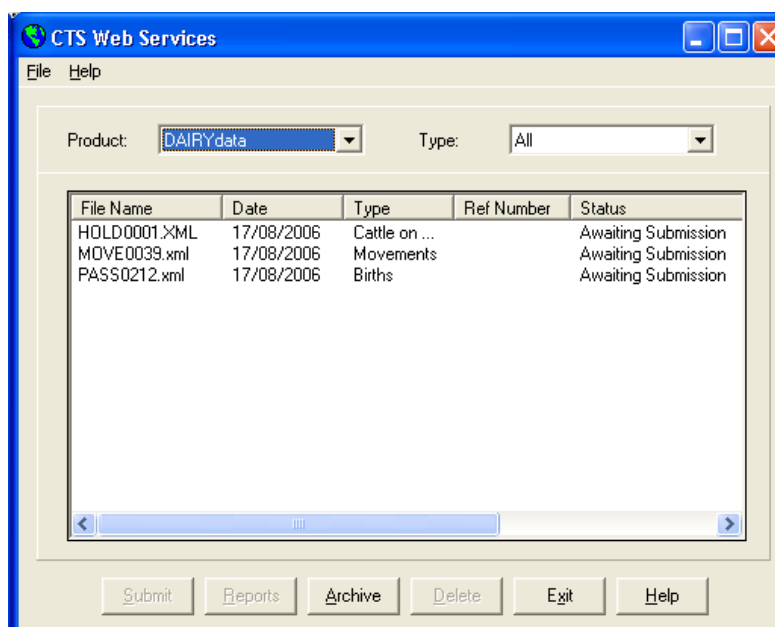 CTS Web Services
File Help
Product: DAIRYdata Type: All
File Name Date Type Ref Number Status
HOLD0001.XML 17/08/2006 Cattle on ... Awaiting Submission
MOVE0039.xml 17/08/2006 Movements Awaiting Submission
PASS0212.xml 17/08/2006 Births Awaiting Submission
Submit Reports Archive Delete Exit Help